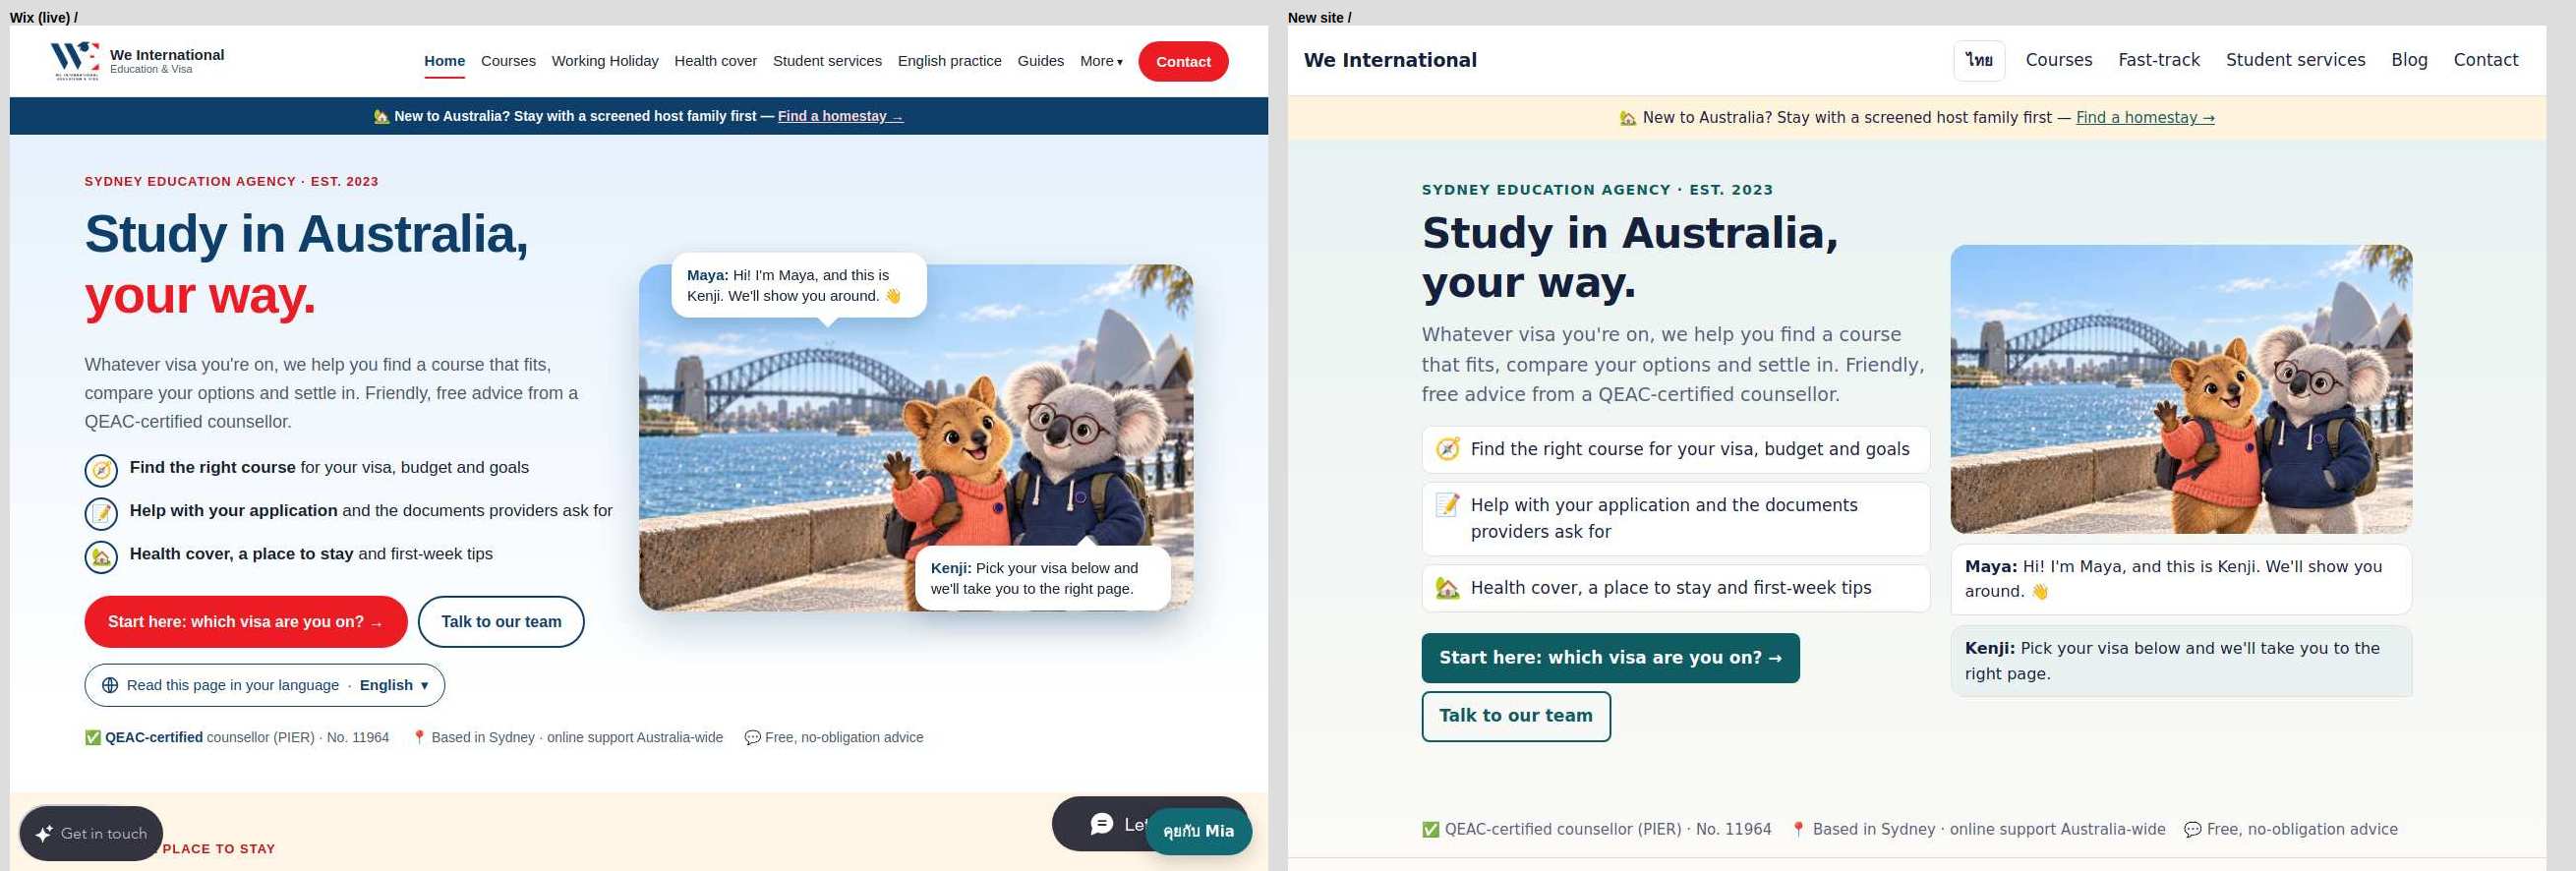 Wix (live) /
We International
Education & Visa
Home Courses Working Holiday Health cover Student services English practice Guides More ▾ Contact
🏡 New to Australia? Stay with a screened host family first — Find a homestay →
SYDNEY EDUCATION AGENCY · EST. 2023
Study in Australia,
your way.
Whatever visa you're on, we help you find a course that fits,
compare your options and settle in. Friendly, free advice from a
QEAC-certified counsellor.
🧭 Find the right course for your visa, budget and goals
📝 Help with your application and the documents providers ask for
🏡 Health cover, a place to stay and first-week tips
Start here: which visa are you on? → Talk to our team
Read this page in your language · English ▾
✅ QEAC-certified counsellor (PIER) · No. 11964 📍 Based in Sydney · online support Australia-wide 💬 Free, no-obligation advice
Maya: Hi! I'm Maya, and this is
Kenji. We'll show you around. 👋
Kenji: Pick your visa below and
we'll take you to the right page.
Get in touch
PLACE TO STAY
คุยกับ Mia
New site /
We International
ไทย Courses Fast-track Student services Blog Contact
🏡 New to Australia? Stay with a screened host family first — Find a homestay →
SYDNEY EDUCATION AGENCY · EST. 2023
Study in Australia,
your way.
Whatever visa you're on, we help you find a course
that fits, compare your options and settle in. Friendly,
free advice from a QEAC-certified counsellor.
🧭 Find the right course for your visa, budget and goals
📝 Help with your application and the documents
providers ask for
🏡 Health cover, a place to stay and first-week tips
Start here: which visa are you on? →
Talk to our team
Maya: Hi! I'm Maya, and this is Kenji. We'll show you
around. 👋
Kenji: Pick your visa below and we'll take you to the
right page.
✅ QEAC-certified counsellor (PIER) · No. 11964 📍 Based in Sydney · online support Australia-wide 💬 Free, no-obligation advice